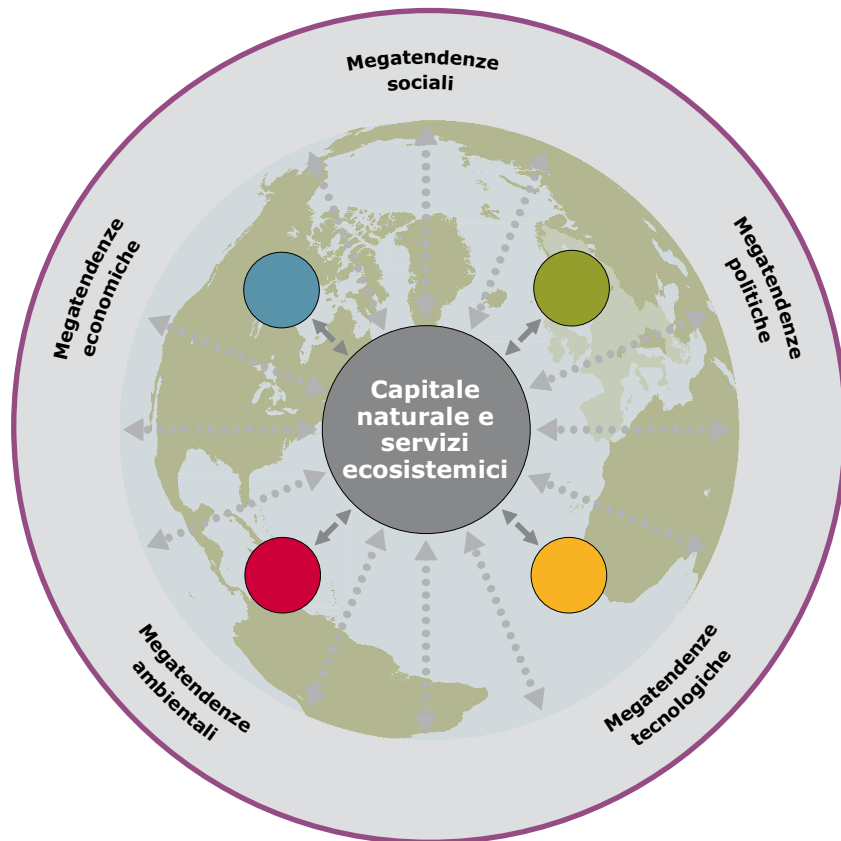 Megatendenze
sociali
Megatendenze
economiche
Megatendenze
politiche
Capitale
naturale e
servizi
ecosistemici
Megatendenze
ambientali
Megatendenze
tecnologiche